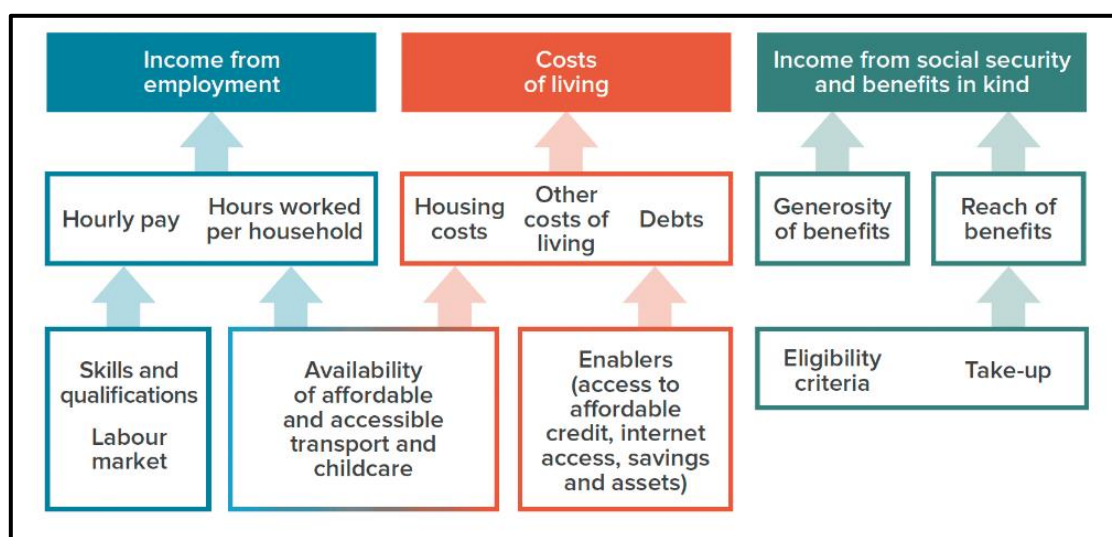 Income from
employment
Costs
of living
Income from social security
and benefits in kind
Hourly pay
Hours worked
per household
Housing
costs
Other
costs of
living
Debts
Generosity
of benefits
Reach of
benefits
Skills and
qualifications
Labour
market
Availability
of affordable
and accessible
transport and
childcare
Enablers
(access to
affordable
credit, internet
access, savings
and assets)
Eligibility
criteria
Take-up